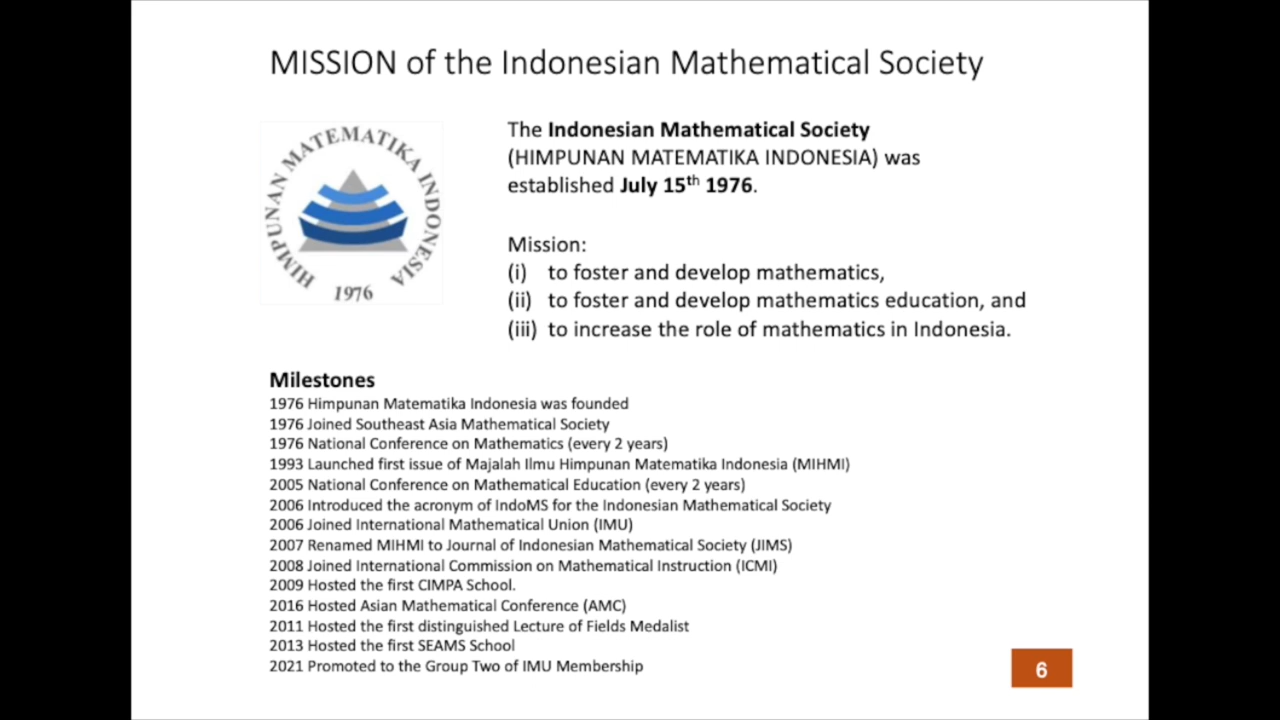 MISSION of the Indonesian Mathematical Society
HIMPUNAN MATEMATIKA INDONESIA
1976
The Indonesian Mathematical Society
(HIMPUNAN MATEMATIKA INDONESIA) was
established July 15th 1976.
Mission:
(i) to foster and develop mathematics,
(ii) to foster and develop mathematics education, and
(iii) to increase the role of mathematics in Indonesia.
Milestones
1976 Himpunan Matematika Indonesia was founded
1976 Joined Southeast Asia Mathematical Society
1976 National Conference on Mathematics (every 2 years)
1993 Launched first issue of Majalah Ilmu Himpunan Matematika Indonesia (MIHMI)
2005 National Conference on Mathematical Education (every 2 years)
2006 Introduced the acronym of IndoMS for the Indonesian Mathematical Society
2006 Joined International Mathematical Union (IMU)
2007 Renamed MIHMI to Journal of Indonesian Mathematical Society (JIMS)
2008 Joined International Commission on Mathematical Instruction (ICMI)
2009 Hosted the first CIMPA School.
2016 Hosted Asian Mathematical Conference (AMC)
2011 Hosted the first distinguished Lecture of Fields Medalist
2013 Hosted the first SEAMS School
2021 Promoted to the Group Two of IMU Membership
6